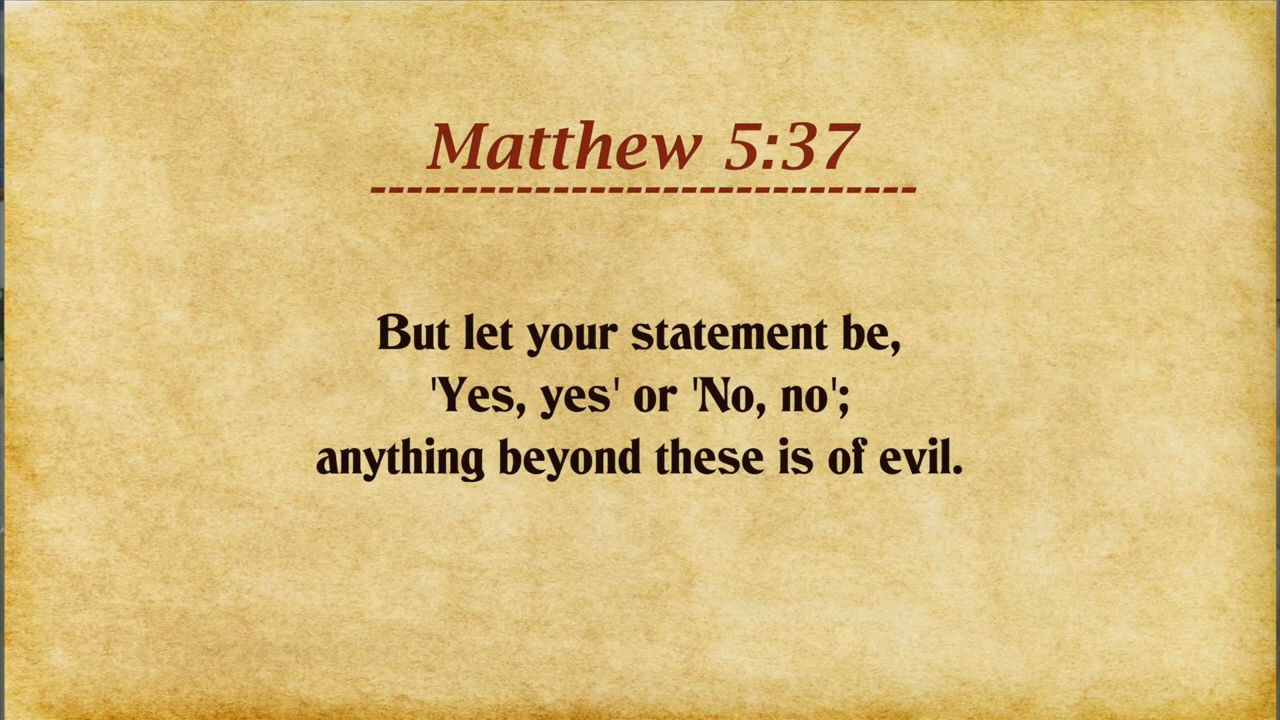 Matthew 5:37
------------------------------
But let your statement be,
'Yes, yes' or 'No, no';
anything beyond these is of evil.